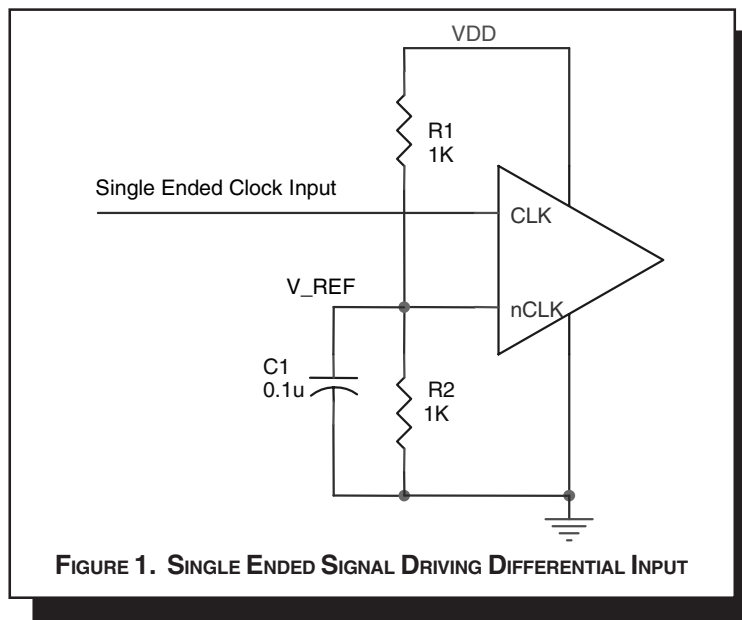 VDD
R1
1K
Single Ended Clock Input
CLK
V_REF
nCLK
C1
0.1u
R2
1K
FIGURE 1. SINGLE ENDED SIGNAL DRIVING DIFFERENTIAL INPUT